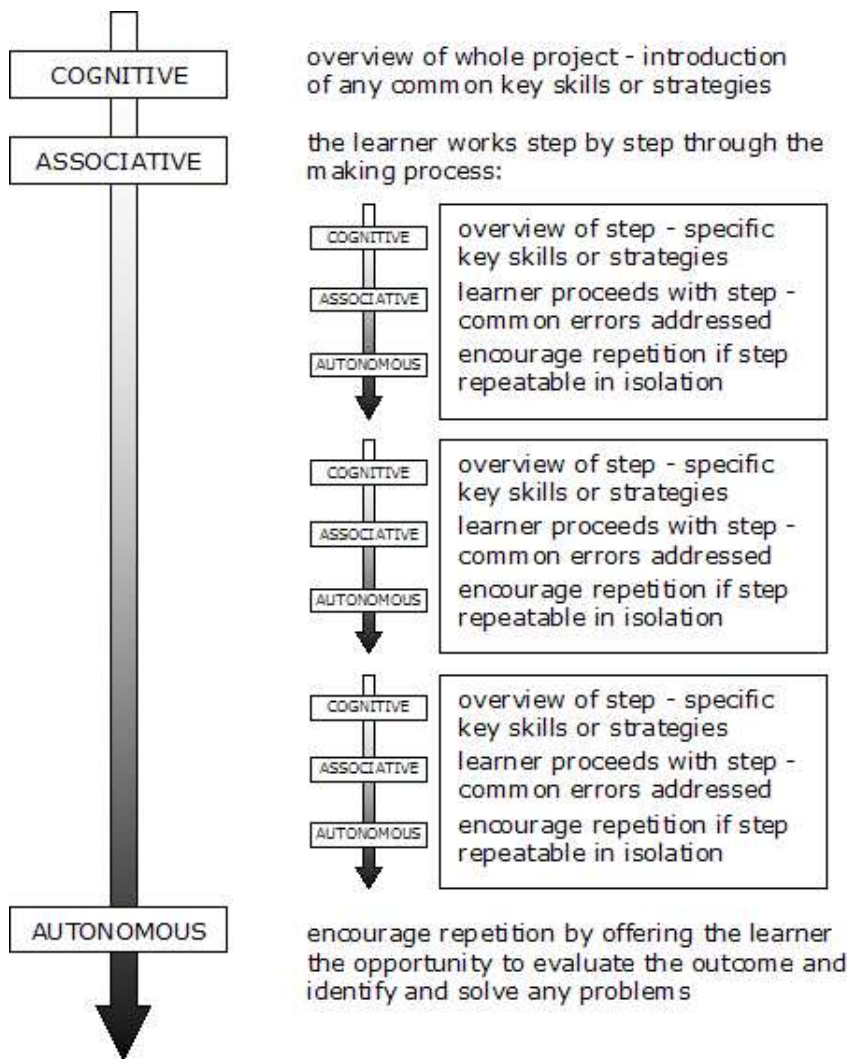 COGNITIVE
overview of whole project - introduction
of any common key skills or strategies
ASSOCIATIVE
the learner works step by step through the
making process:
COGNITIVE
overview of step - specific
key skills or strategies
ASSOCIATIVE
learner proceeds with step -
common errors addressed
AUTONOMOUS
encourage repetition if step
repeatable in isolation
COGNITIVE
overview of step - specific
key skills or strategies
ASSOCIATIVE
learner proceeds with step -
common errors addressed
AUTONOMOUS
encourage repetition if step
repeatable in isolation
COGNITIVE
overview of step - specific
key skills or strategies
ASSOCIATIVE
learner proceeds with step -
common errors addressed
AUTONOMOUS
encourage repetition if step
repeatable in isolation
AUTONOMOUS
encourage repetition by offering the learner
the opportunity to evaluate the outcome and
identify and solve any problems